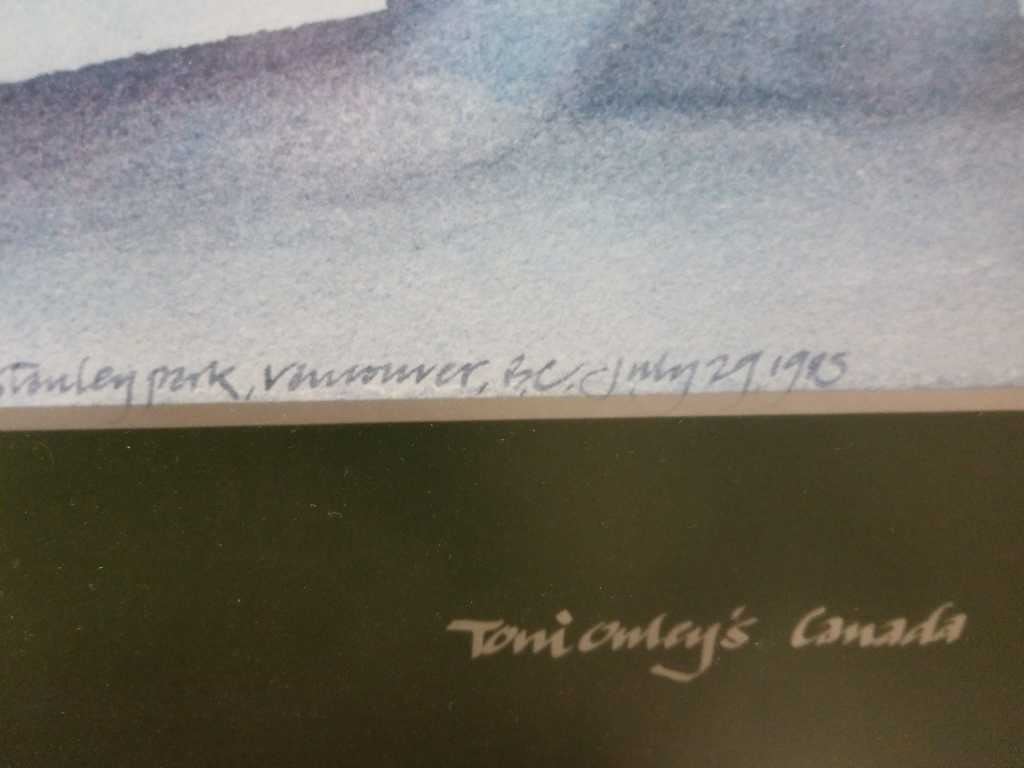 Stanley park, Vancouver, B.C. July 29, 1985
Toni Onley's Canada